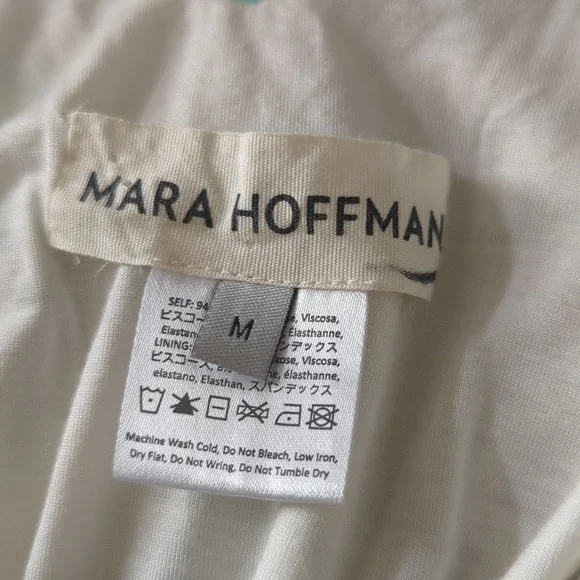 MARA HOFFMAN
M
SELF: 94
Viscosa,
ビスコー
Elastan
Élasthanne,
LINING:
ンデックス
Viscosa,
ビスコース,
élasthanne,
elastano, Elasthan, スパンデックス
Machine Wash Cold, Do Not Bleach, Low Iron,
Dry Flat, Do Not Wring, Do Not Tumble Dry